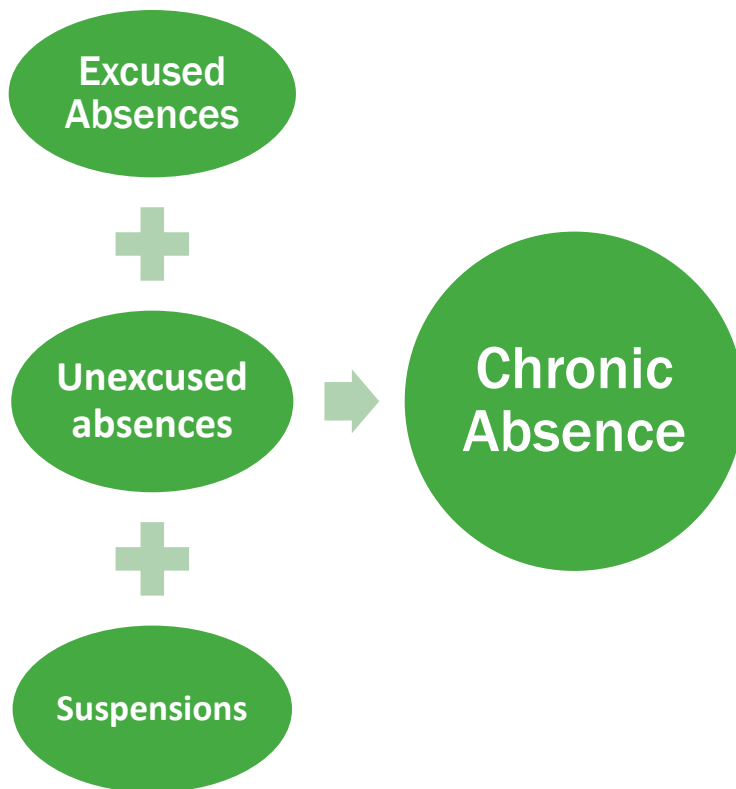 Excused
Absences
Unexcused
absences
Chronic
Absence
Suspensions